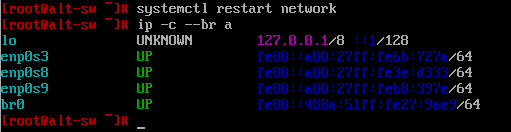 [root@alt-sw ~]# systemctl restart network
[root@alt-sw ~]# ip -c --br a
lo UNKNOWN 127.0.0.1/8 ::1/128
enp0s3 UP fe80::a00:27ff:fe6b:727a/64
enp0s8 UP fe80::a00:27ff:fe3e:d333/64
enp0s9 UP fe80::a00:27ff:feb8:397e/64
br0 UP fe80::488a:51ff:fe27:9ae9/64
[root@alt-sw ~]# _